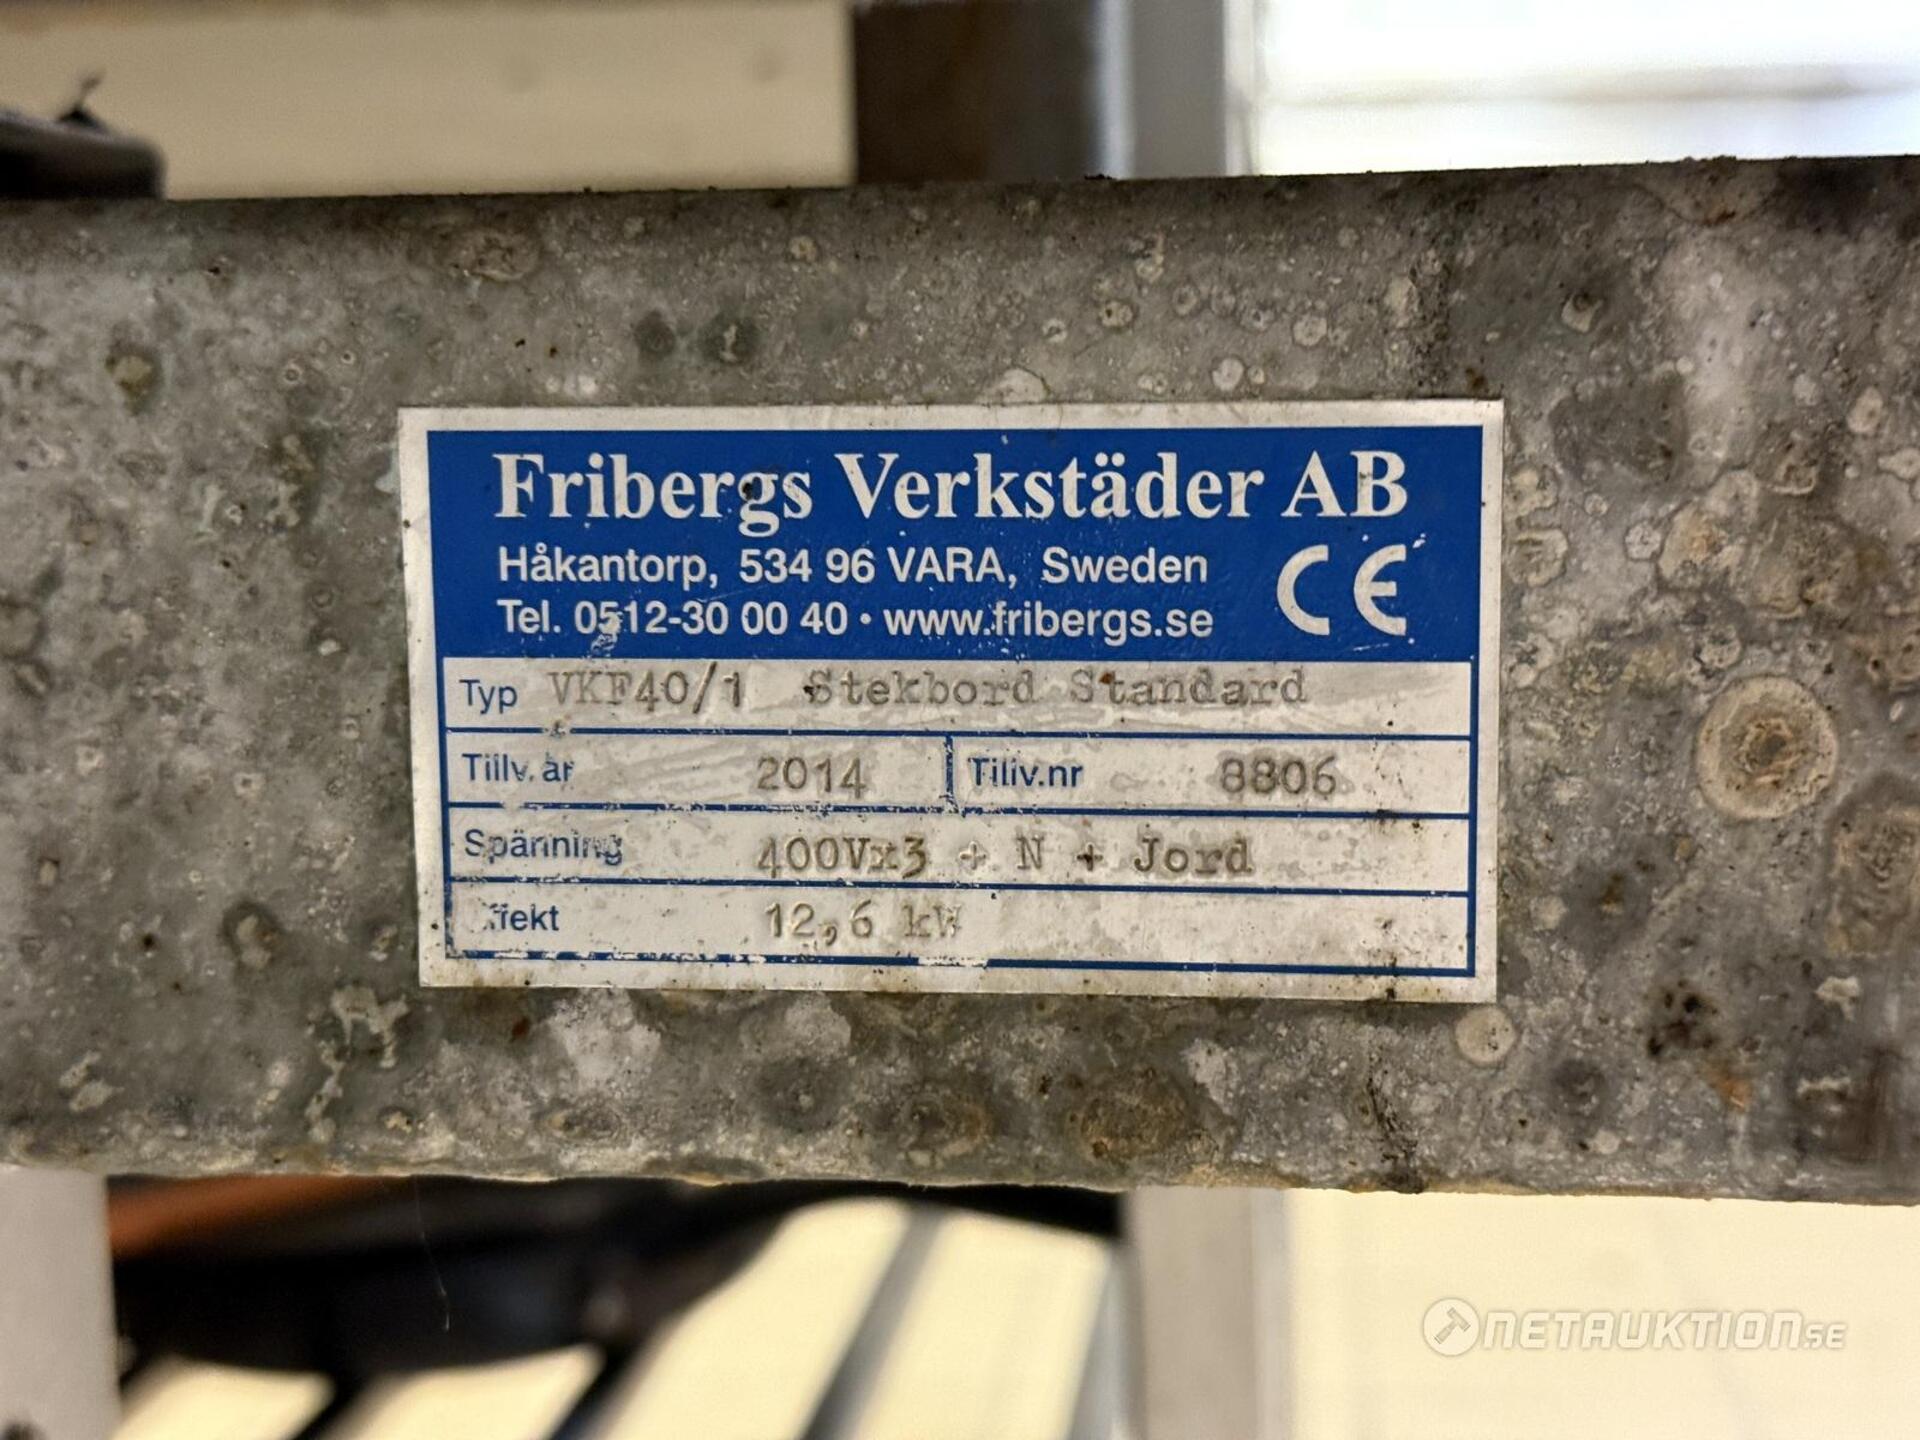 Fribergs Verkstäder AB
Håkantorp, 534 96 VARA, Sweden
Tel. 0512-30 00 40 • www.fribergs.se
CE
Typ VKF40/1 Stekbord Standard
Tillv. år 2014 Tillv.nr 8806
Spänning 400Vx3 + N + Jord
Effekt 12,6 kW
NETAUKTION.SE